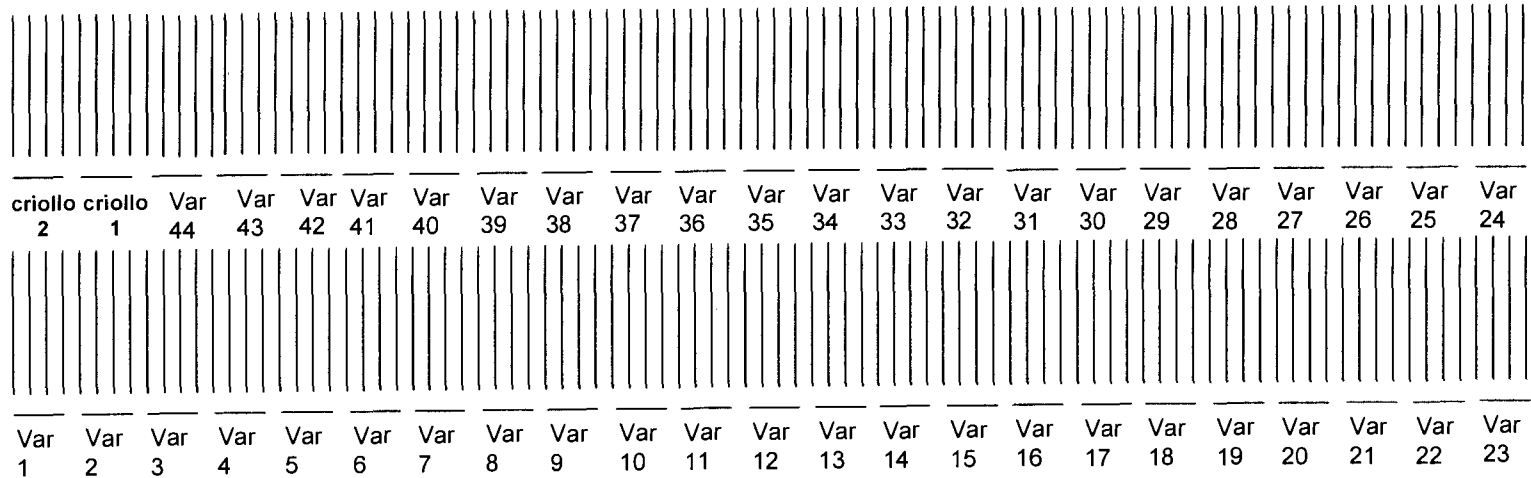 criollo criollo Var Var Var Var Var Var Var Var Var Var Var Var Var Var Var Var Var Var Var Var Var
2 1 44 43 42 41 40 39 38 37 36 35 34 33 32 31 30 29 28 27 26 25 24
Var Var Var Var Var Var Var Var Var Var Var Var Var Var Var Var Var Var Var Var Var Var Var
1 2 3 4 5 6 7 8 9 10 11 12 13 14 15 16 17 18 19 20 21 22 23